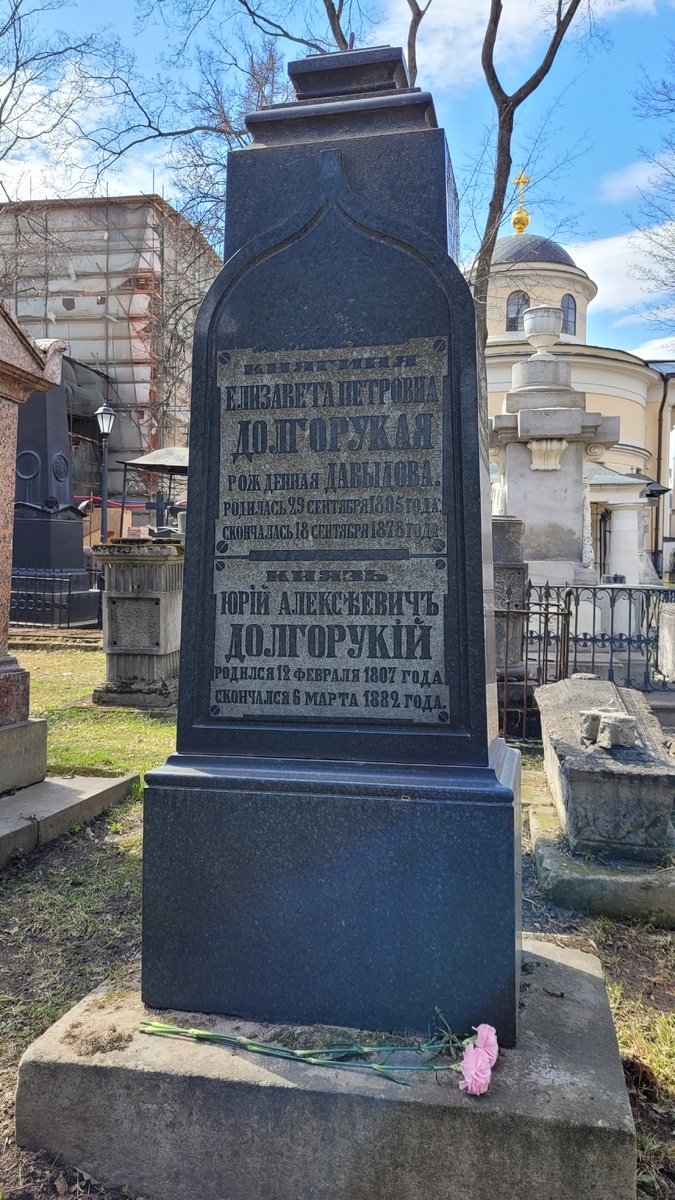 КНЯГИНЯ
ЕЛИЗАВЕТА ПЕТРОВНА
ДОЛГОРУКАЯ
РОЖДЕННАЯ ДАВЫДОВА.
РОДИЛАСЬ 29 СЕНТЯБРЯ 1805 ГОДА.
СКОНЧАЛАСЬ 18 СЕНТЯБРЯ 1878 ГОДА
КНЯЗЬ
ЮРІЙ АЛЕКСѢЕВИЧЪ
ДОЛГОРУКІЙ
РОДИЛСЯ 12 ФЕВРАЛЯ 1807 ГОДА
СКОНЧАЛСЯ 6 МАРТА 1882 ГОДА.